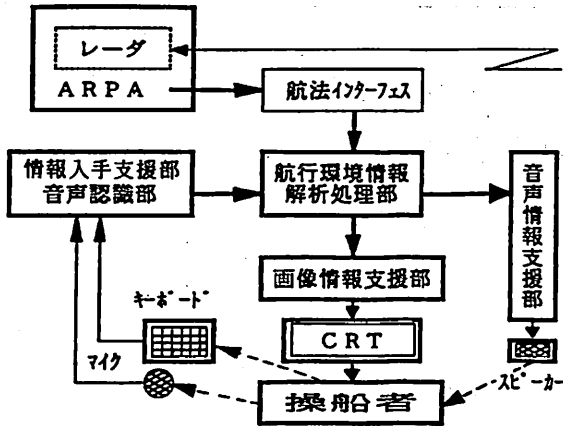 レーダ
ARPA
航法インターフェス
情報入手支援部
音声認識部
航行環境情報
解析処理部
音声情報支援部
画像情報支援部
キーボード
CRT
マイク
スピーカー
操船者